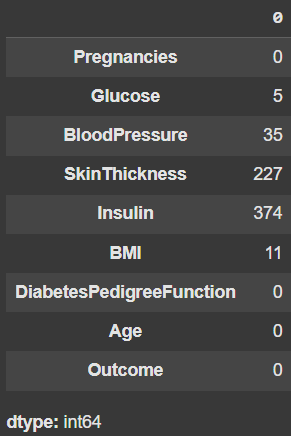 0
Pregnancies 0
Glucose 5
BloodPressure 35
SkinThickness 227
Insulin 374
BMI 11
DiabetesPedigreeFunction 0
Age 0
Outcome 0
dtype: int64